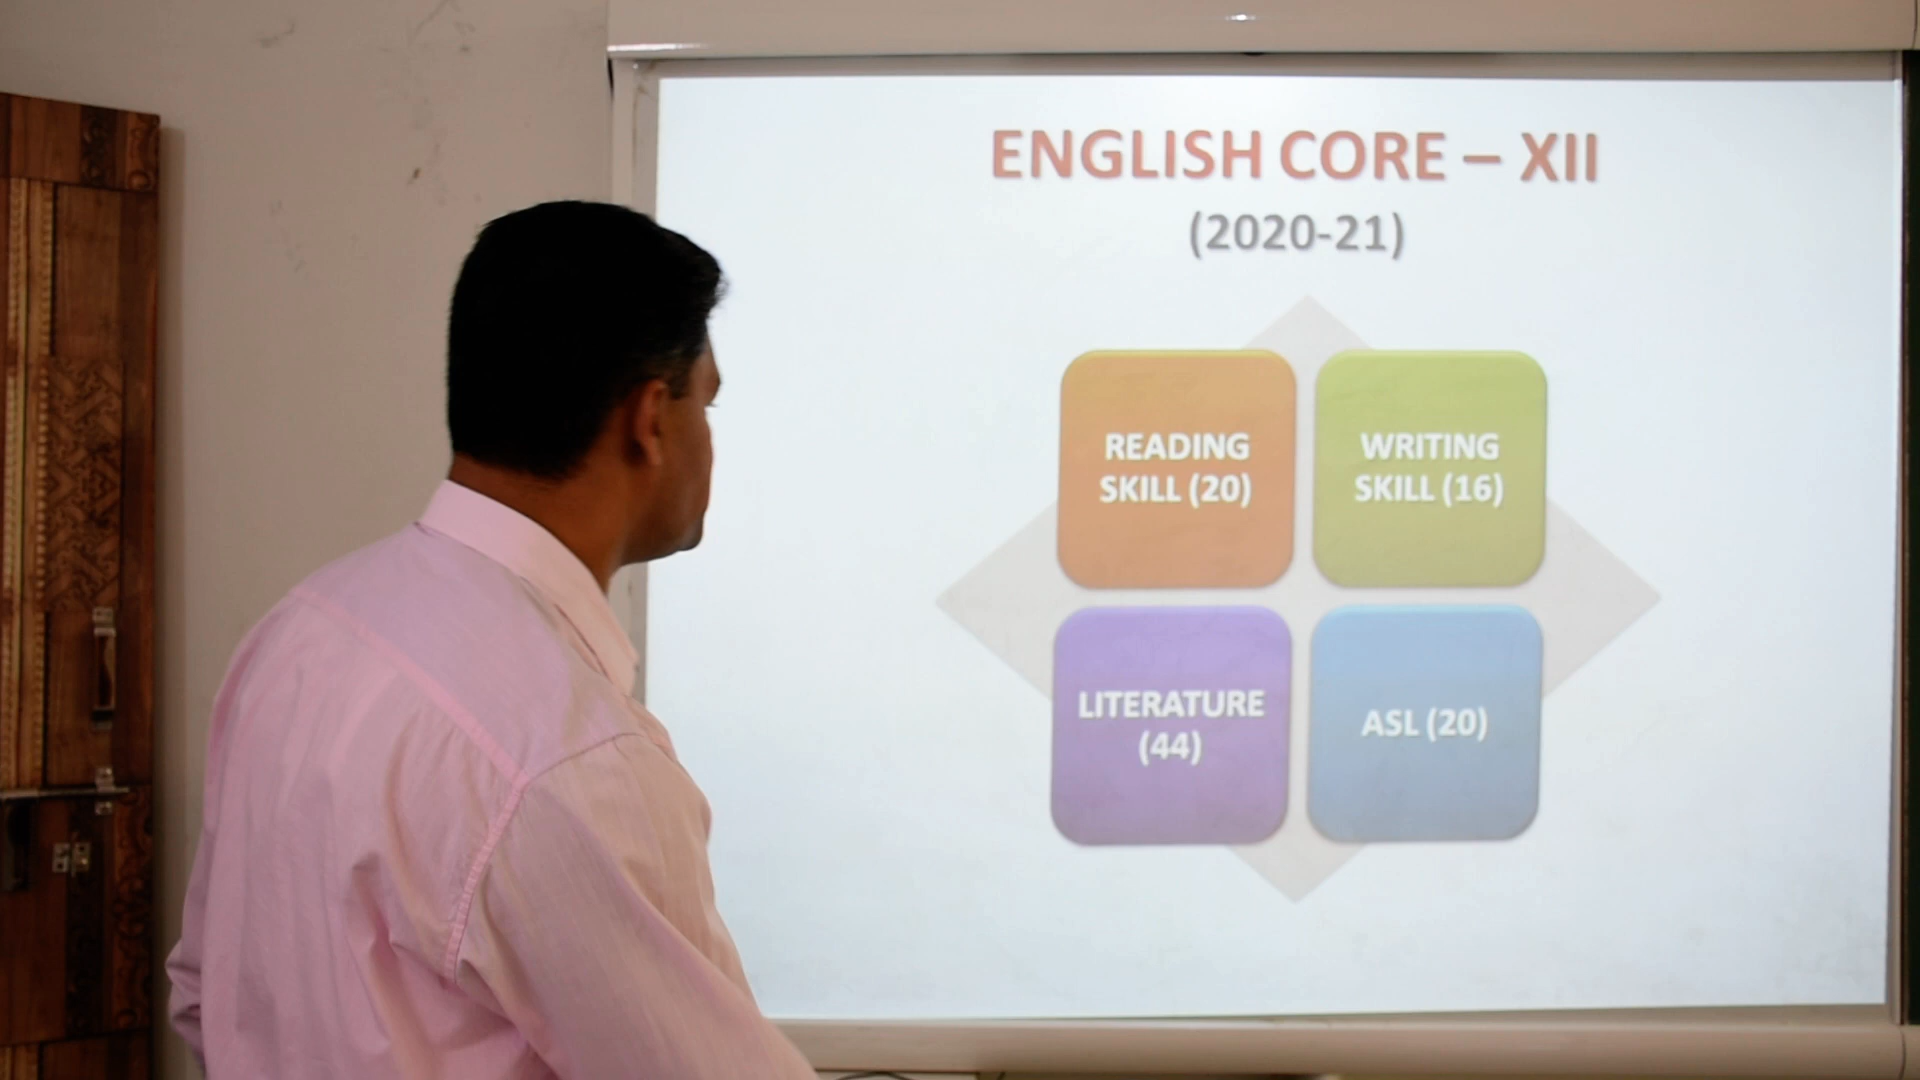 ENGLISH CORE – XII
(2020-21)
READING
SKILL (20)
WRITING
SKILL (16)
LITERATURE
(44)
ASL (20)